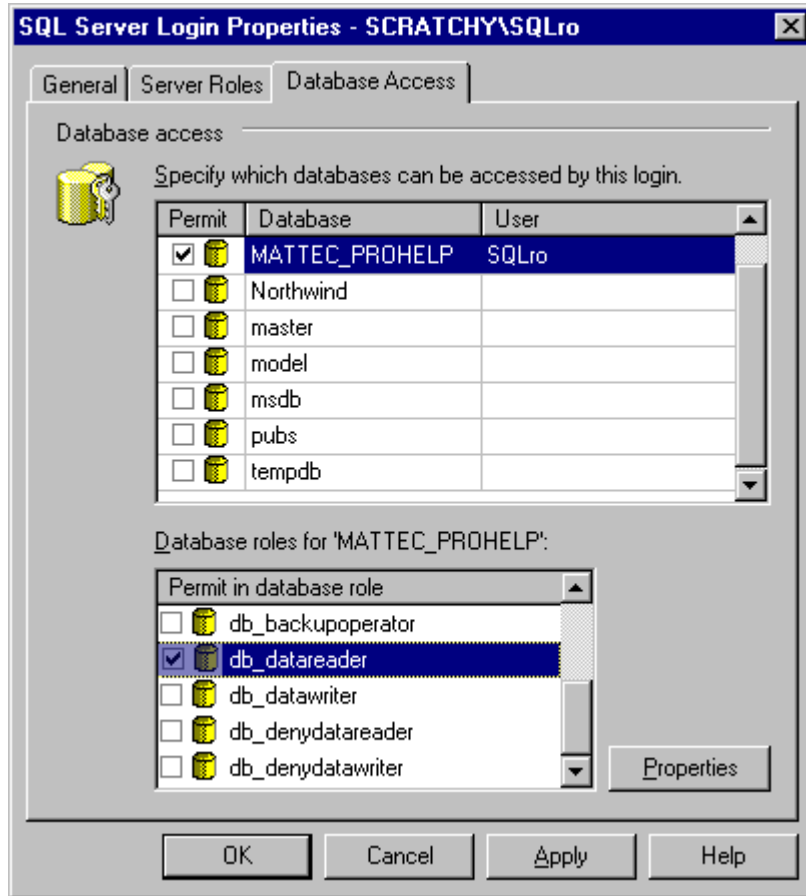 SQL Server Login Properties - SCRATCHY\SQLro
General Server Roles Database Access
Database access
Specify which databases can be accessed by this login.
Permit Database User
MATTEC_PROHELP SQLro
Northwind
master
model
msdb
pubs
tempdb
Database roles for 'MATTEC_PROHELP':
Permit in database role
db_backupoperator
db_datareader
db_datawriter
db_denydatareader
db_denydatawriter
Properties
OK Cancel Apply Help